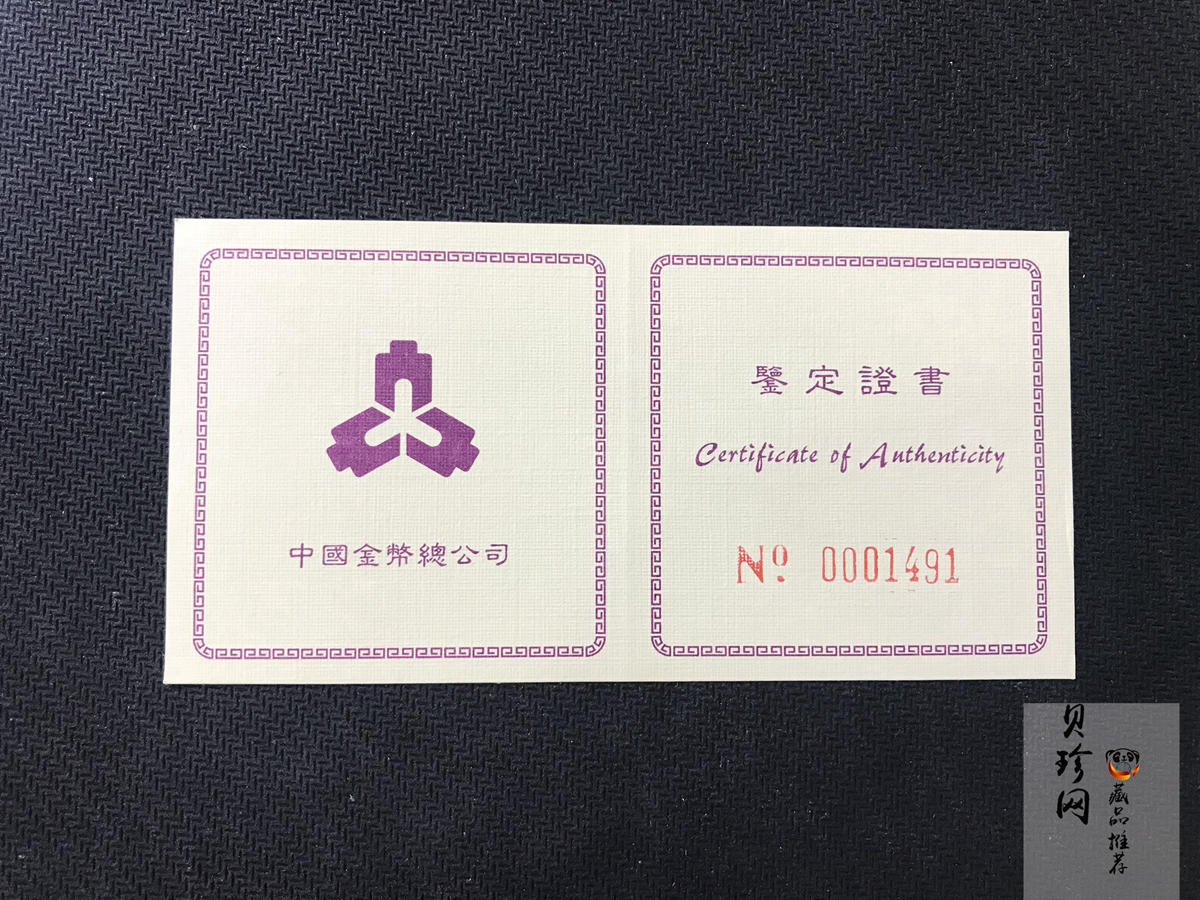 中國金幣總公司
鑒定證書
Certificate of Authenticity
Nº 0001491
贝珍网
藏品推荐